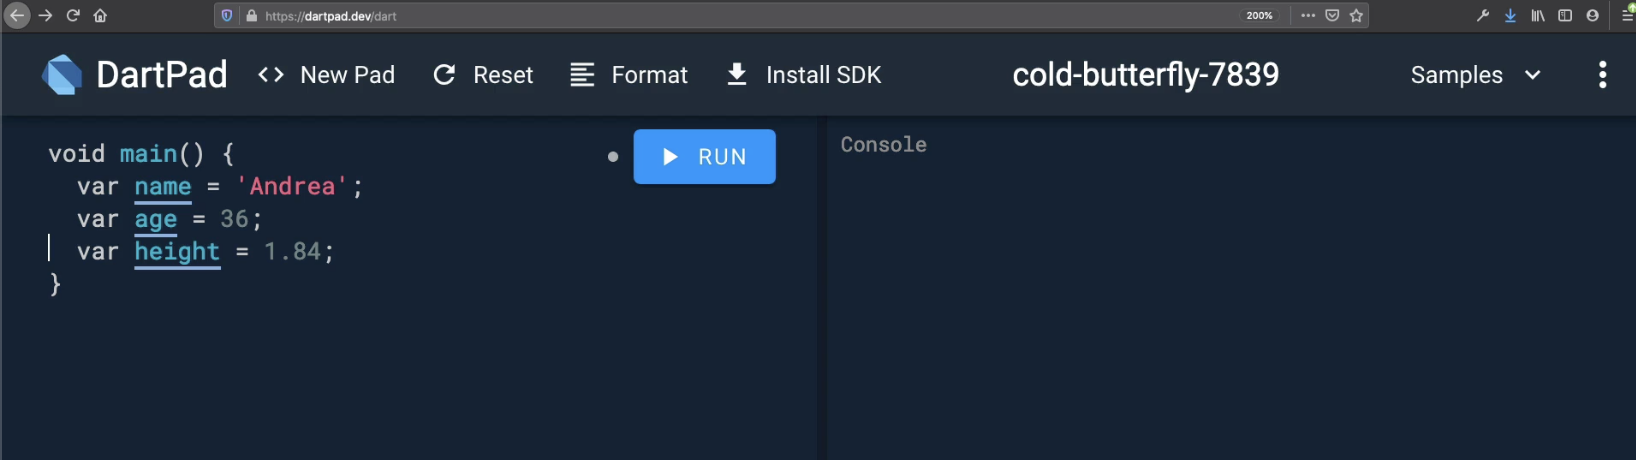 https://dartpad.dev/dart 200%
DartPad <> New Pad Reset Format Install SDK cold-butterfly-7839 Samples
void main() {
  var name = 'Andrea';
  var age = 36;
  var height = 1.84;
}
RUN
Console